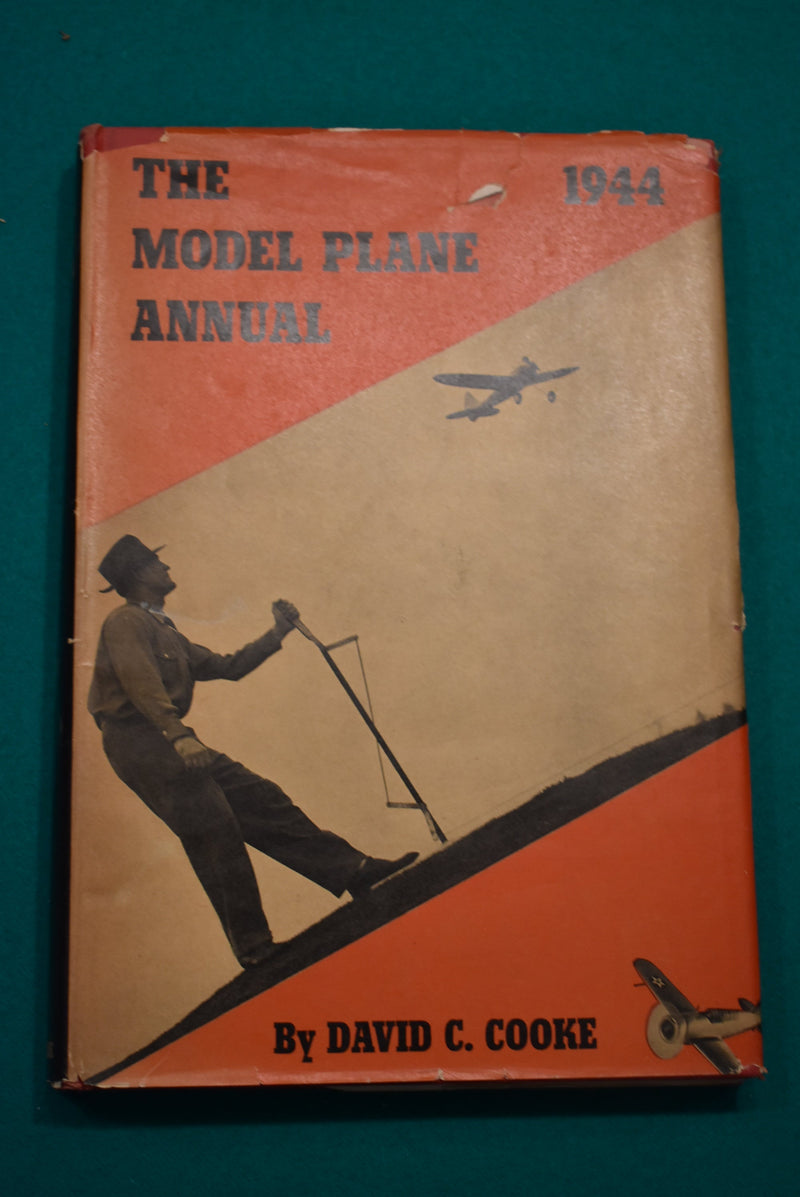 THE 1944
MODEL PLANE
ANNUAL
By DAVID C. COOKE